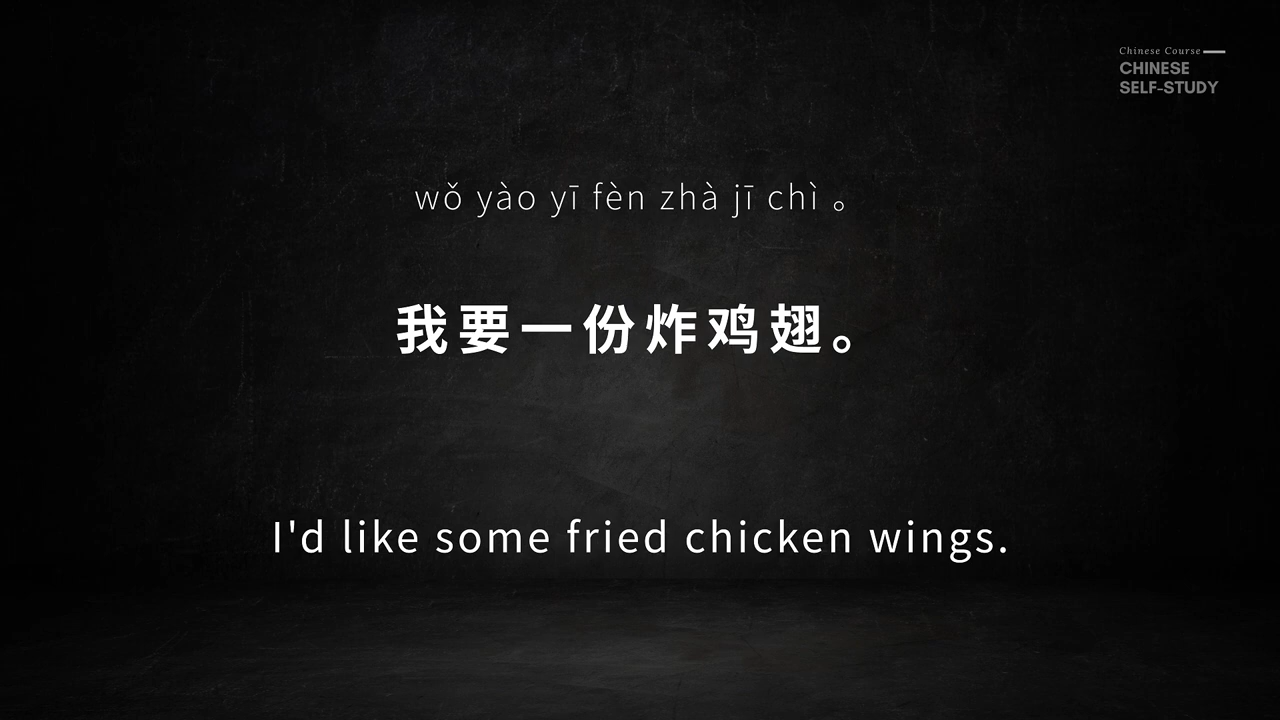 Chinese Course
CHINESE
SELF-STUDY
wǒ yào yī fèn zhà jī chì 。
我要一份炸鸡翅。
I'd like some fried chicken wings.